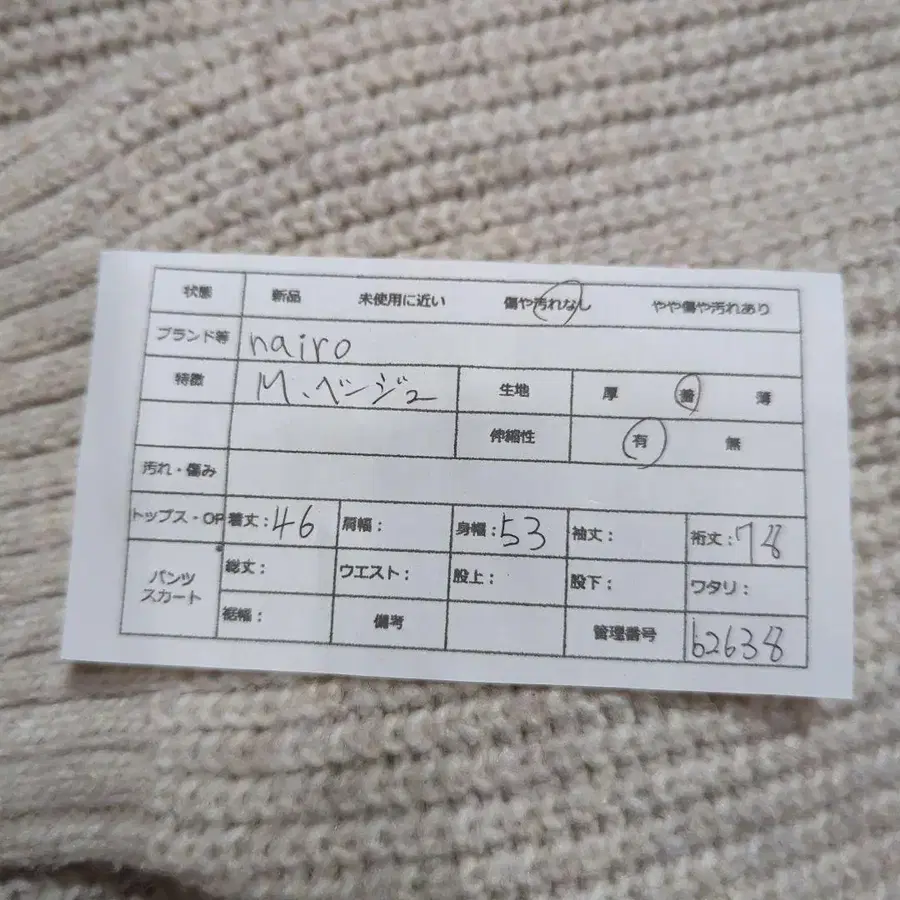 状態 新品 未使用に近い 傷や汚れなし やや傷や汚れあり
ブランド等 nairo
特徴 M、ベージュ 生地 厚 普 薄
伸縮性 有 無
汚れ・傷み
トップス・OP 着丈:46 肩幅: 身幅:53 袖丈: 裄丈:78
パンツ スカート 総丈: ウエスト: 股上: 股下: ワタリ:
裾幅: 備考 管理番号 62638